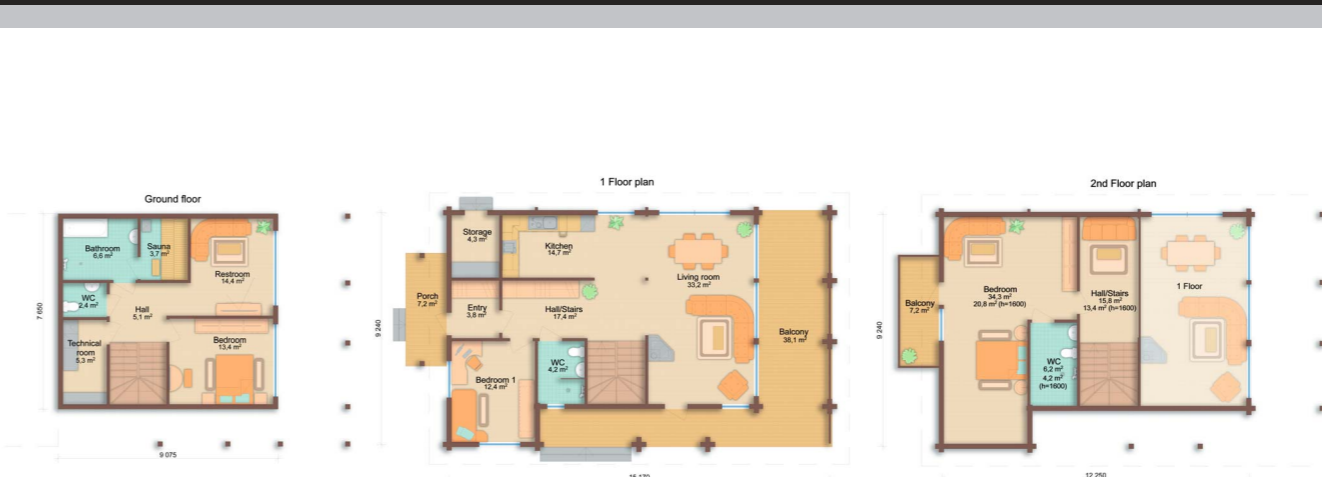 Ground floor
Bathroom
6,6 m²
Sauna
3,7 m²
Restroom
14,4 m²
WC
2,4 m²
Hall
5,1 m²
Technical
room
5,3 m²
Bedroom
13,4 m²
7 650
9 075
1 Floor plan
Storage
4,3 m²
Kitchen
14,7 m²
Living room
33,2 m²
Porch
7,2 m²
Entry
3,8 m²
Hall/Stairs
17,4 m²
Balcony
38,1 m²
WC
4,2 m²
Bedroom 1
12,4 m²
9 240
15 170
2nd Floor plan
Balcony
7,2 m²
Bedroom
34,3 m²
20,8 m² (h=1600)
Hall/Stairs
15,8 m²
13,4 m² (h=1600)
1 Floor
WC
6,2 m²
4,2 m²
(h=1600)
9 240
12 250